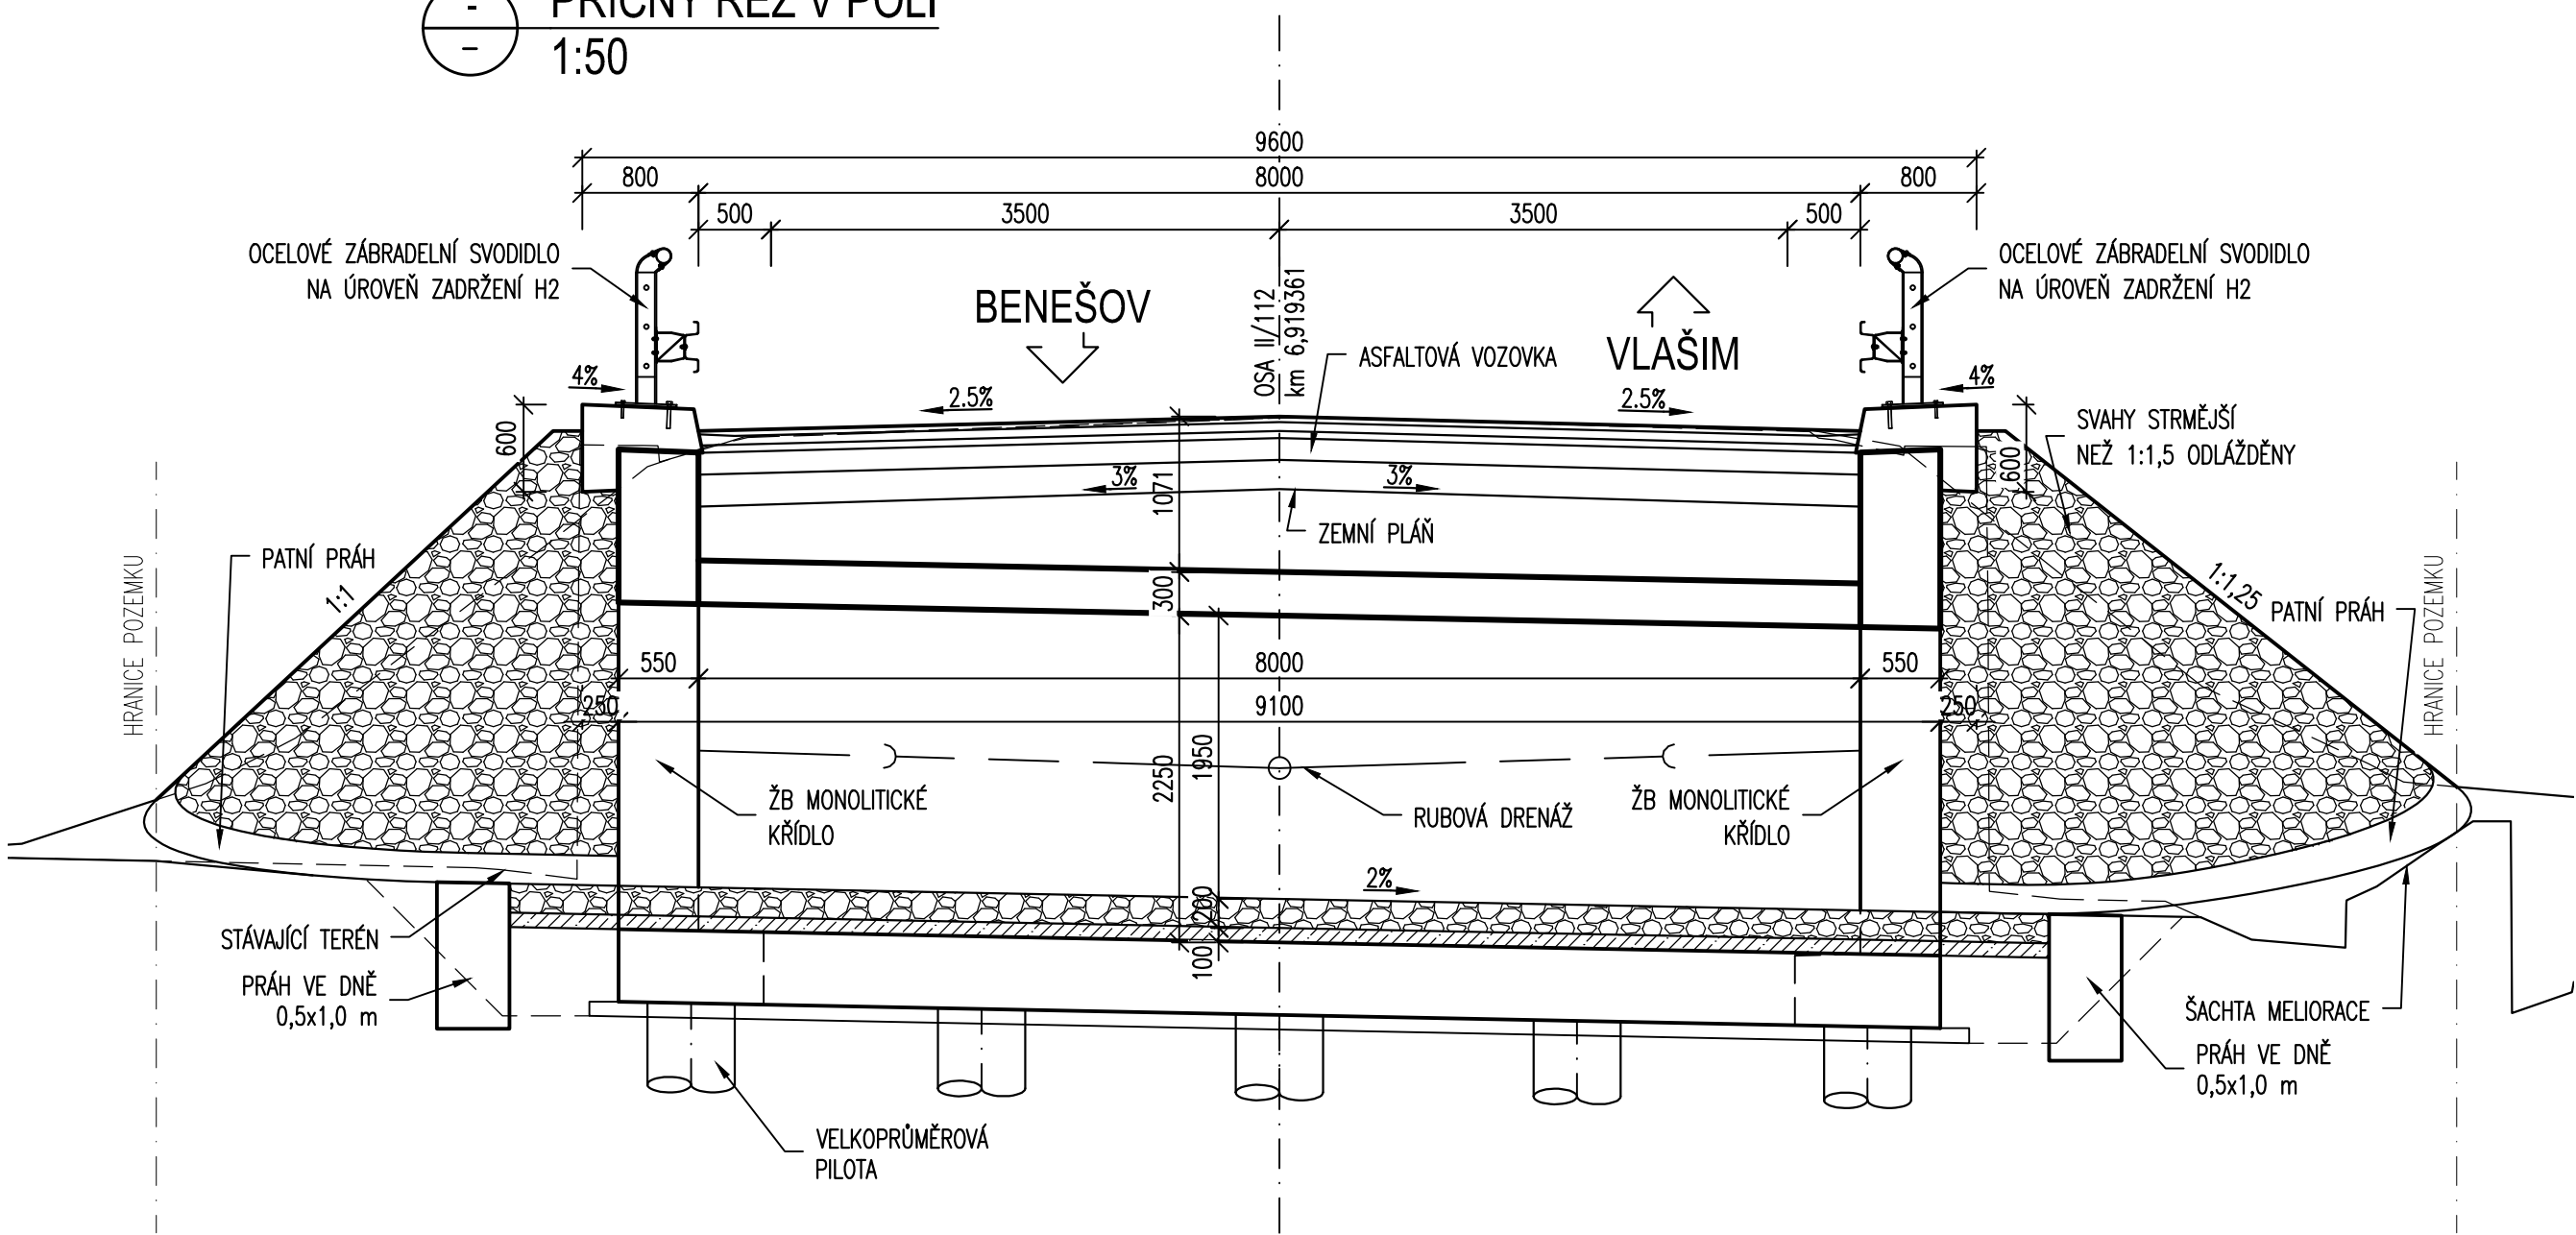 -
PŘÍČNÝ ŘEZ V POLI
-
1:50
9600
800
8000
800
500
3500
3500
500
OCELOVÉ ZÁBRADELNÍ SVODIDLO
NA ÚROVEŇ ZADRŽENÍ H2
BENEŠOV
OSA II/112
km 6,919361
VLAŠIM
ASFALTOVÁ VOZOVKA
OCELOVÉ ZÁBRADELNÍ SVODIDLO
NA ÚROVEŇ ZADRŽENÍ H2
4%
2.5%
2.5%
4%
600
600
SVAHY STRMĚJŠÍ
NEŽ 1:1,5 ODLÁŽDĚNY
1071
3%
3%
ZEMNÍ PLÁŇ
HRANICE POZEMKU
PATNÍ PRÁH
1:1
300
1:1,25
PATNÍ PRÁH
HRANICE POZEMKU
550
8000
550
250
9100
250
2250
1950
ŽB MONOLITICKÉ
KŘÍDLO
RUBOVÁ DRENÁŽ
ŽB MONOLITICKÉ
KŘÍDLO
2%
200
100
STÁVAJÍCÍ TERÉN
PRÁH VE DNĚ
0,5x1,0 m
ŠACHTA MELIORACE
PRÁH VE DNĚ
0,5x1,0 m
VELKOPRŮMĚROVÁ
PILOTA